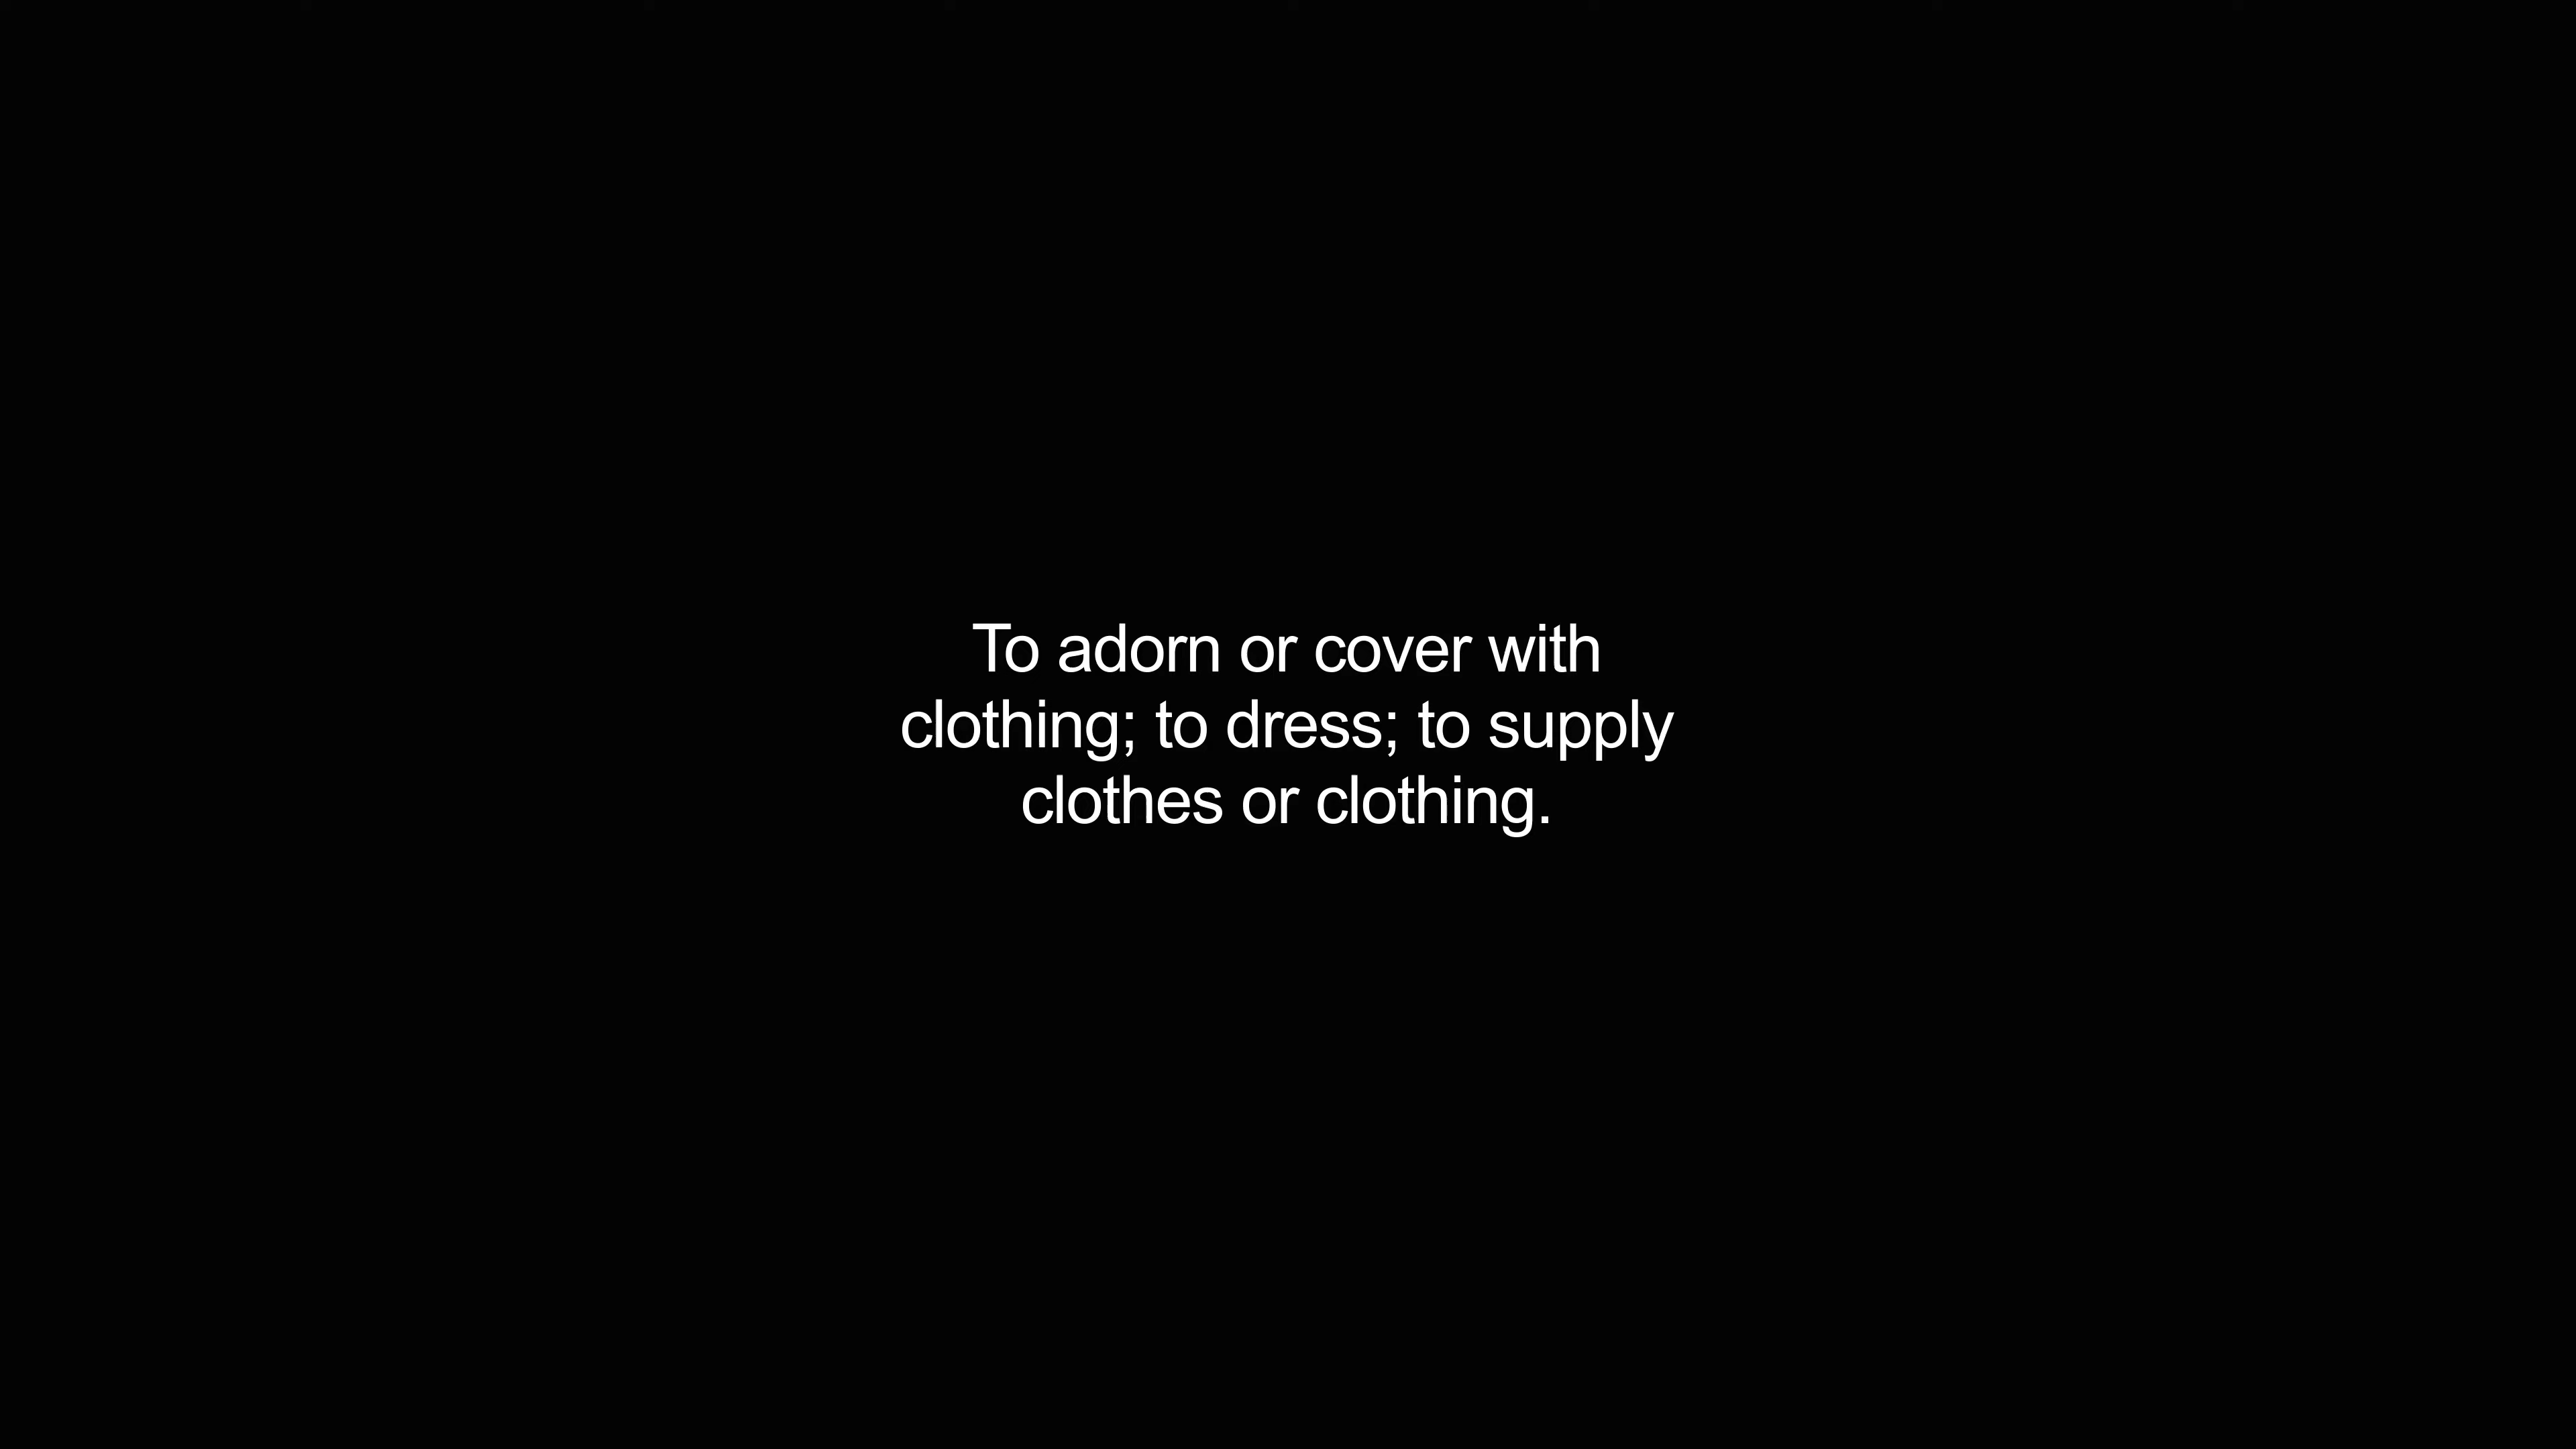 To adorn or cover with
clothing; to dress; to supply
clothes or clothing.